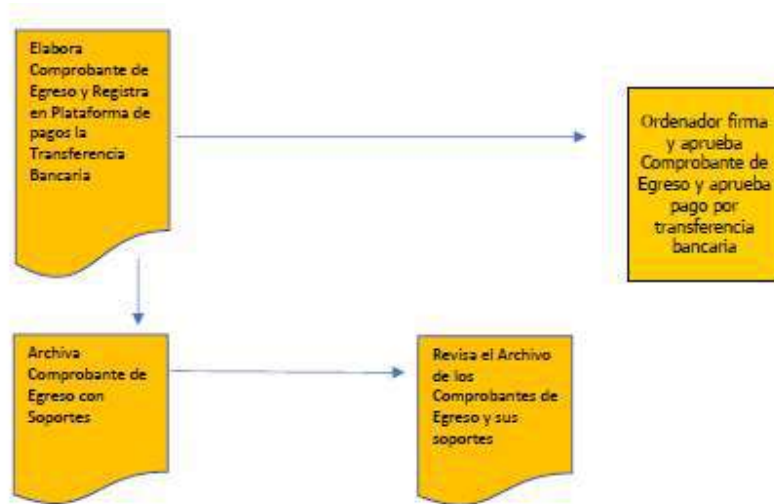 Elabora
Comprobante de
Egreso y Registra
en Plataforma de
pagos la
Transferencia
Bancaria
Ordenador firma
y aprueba
Comprobante de
Egreso y aprueba
pago por
transferencia
bancaria
Archiva
Comprobante de
Egreso con
Soportes
Revisa el Archivo
de los
Comprobantes de
Egreso y sus
soportes